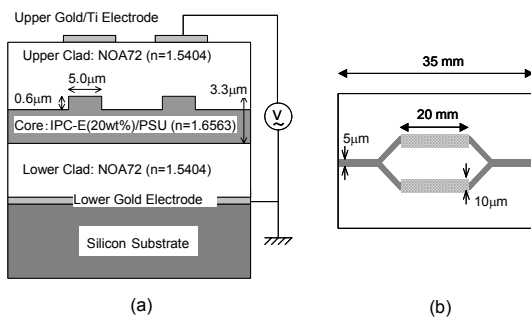 Upper Gold/Ti Electrode
Upper Clad: NOA72 (n=1.5404)
5.0μm
0.6μm
3.3μm
Core: IPC-E(20wt%)/PSU (n=1.6563)
Lower Clad: NOA72 (n=1.5404)
Lower Gold Electrode
Silicon Substrate
V
(a)
35 mm
20 mm
5μm
10μm
(b)